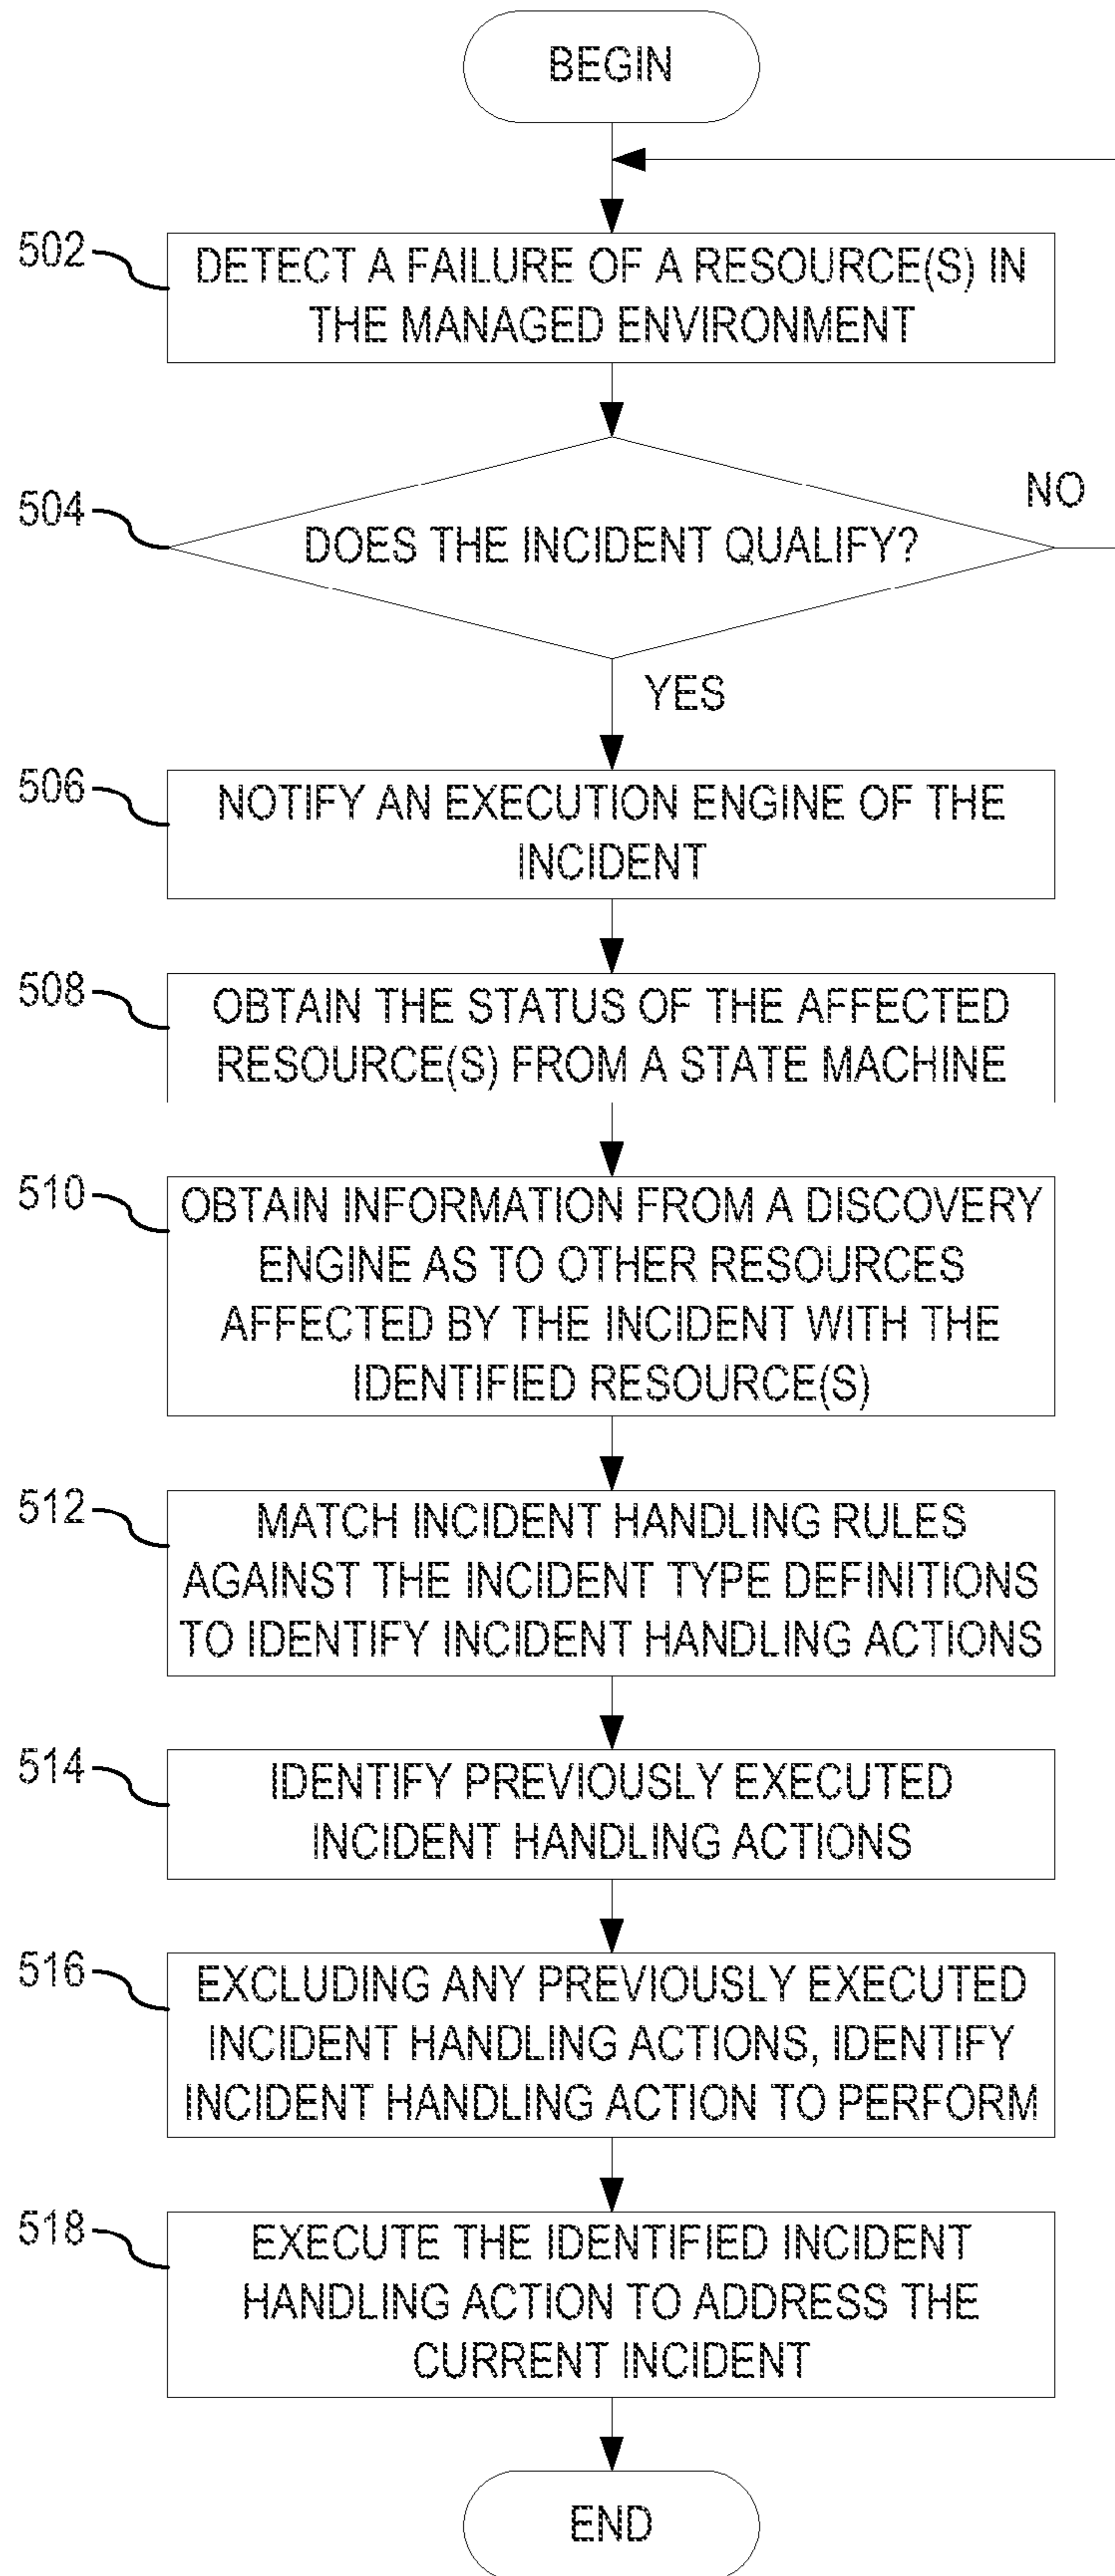 BEGIN
502
DETECT A FAILURE OF A RESOURCE(S) IN
THE MANAGED ENVIRONMENT
504
DOES THE INCIDENT QUALIFY?
NO
YES
506
NOTIFY AN EXECUTION ENGINE OF THE
INCIDENT
508
OBTAIN THE STATUS OF THE AFFECTED
RESOURCE(S) FROM A STATE MACHINE
510
OBTAIN INFORMATION FROM A DISCOVERY
ENGINE AS TO OTHER RESOURCES
AFFECTED BY THE INCIDENT WITH THE
IDENTIFIED RESOURCE(S)
512
MATCH INCIDENT HANDLING RULES
AGAINST THE INCIDENT TYPE DEFINITIONS
TO IDENTIFY INCIDENT HANDLING ACTIONS
514
IDENTIFY PREVIOUSLY EXECUTED
INCIDENT HANDLING ACTIONS
516
EXCLUDING ANY PREVIOUSLY EXECUTED
INCIDENT HANDLING ACTIONS, IDENTIFY
INCIDENT HANDLING ACTION TO PERFORM
518
EXECUTE THE IDENTIFIED INCIDENT
HANDLING ACTION TO ADDRESS THE
CURRENT INCIDENT
END